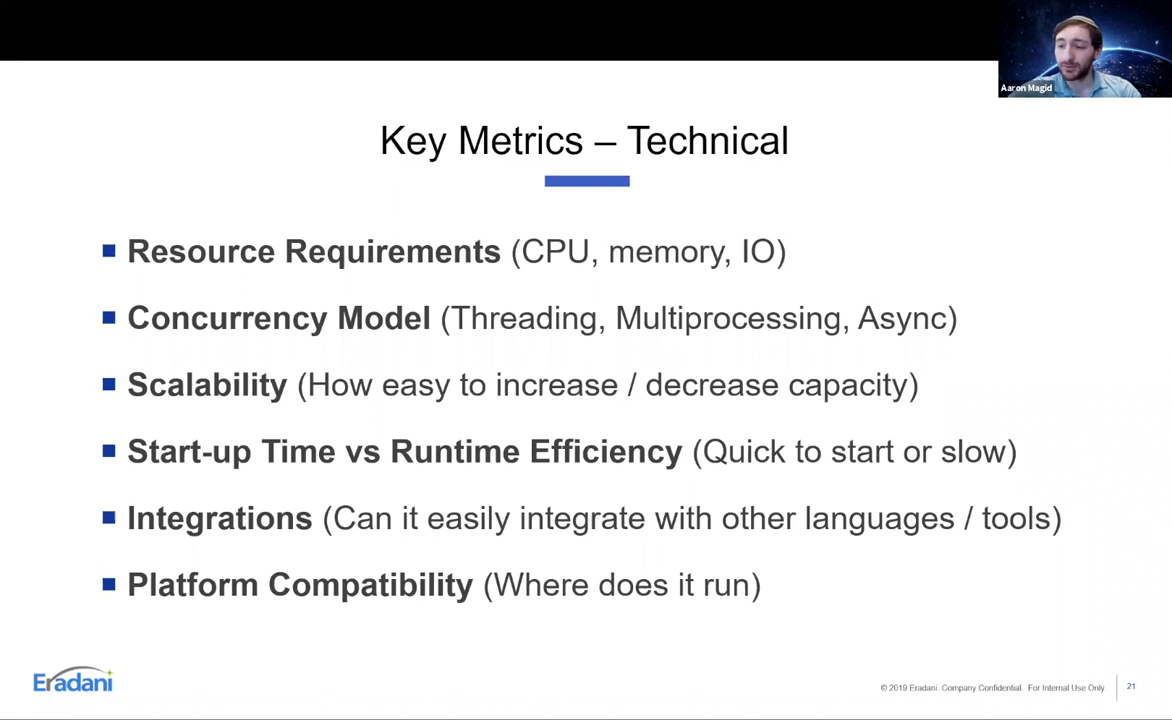 Aaron Magid
Key Metrics – Technical
Resource Requirements (CPU, memory, IO)
Concurrency Model (Threading, Multiprocessing, Async)
Scalability (How easy to increase / decrease capacity)
Start-up Time vs Runtime Efficiency (Quick to start or slow)
Integrations (Can it easily integrate with other languages / tools)
Platform Compatibility (Where does it run)
Eradani
© 2019 Eradani. Company Confidential. For Internal Use Only.
21